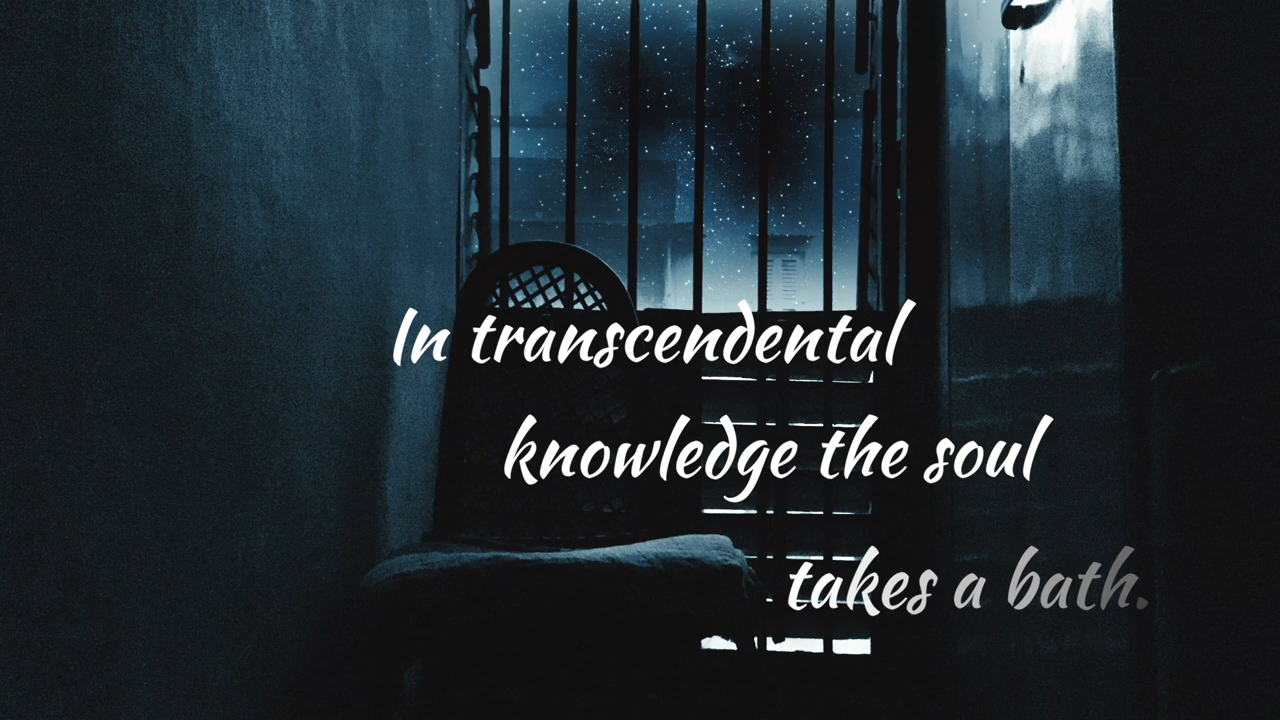 In transcendental
knowledge the soul
takes a bath.